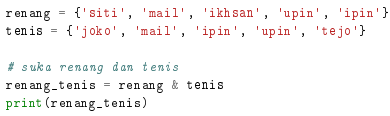 renang = {'siti', 'mail', 'ikhsan', 'upin', 'ipin'}
tenis = {'joko', 'mail', 'ipin', 'upin', 'tejo'}
# suka renang dan tenis
renang_tenis = renang & tenis
print(renang_tenis)